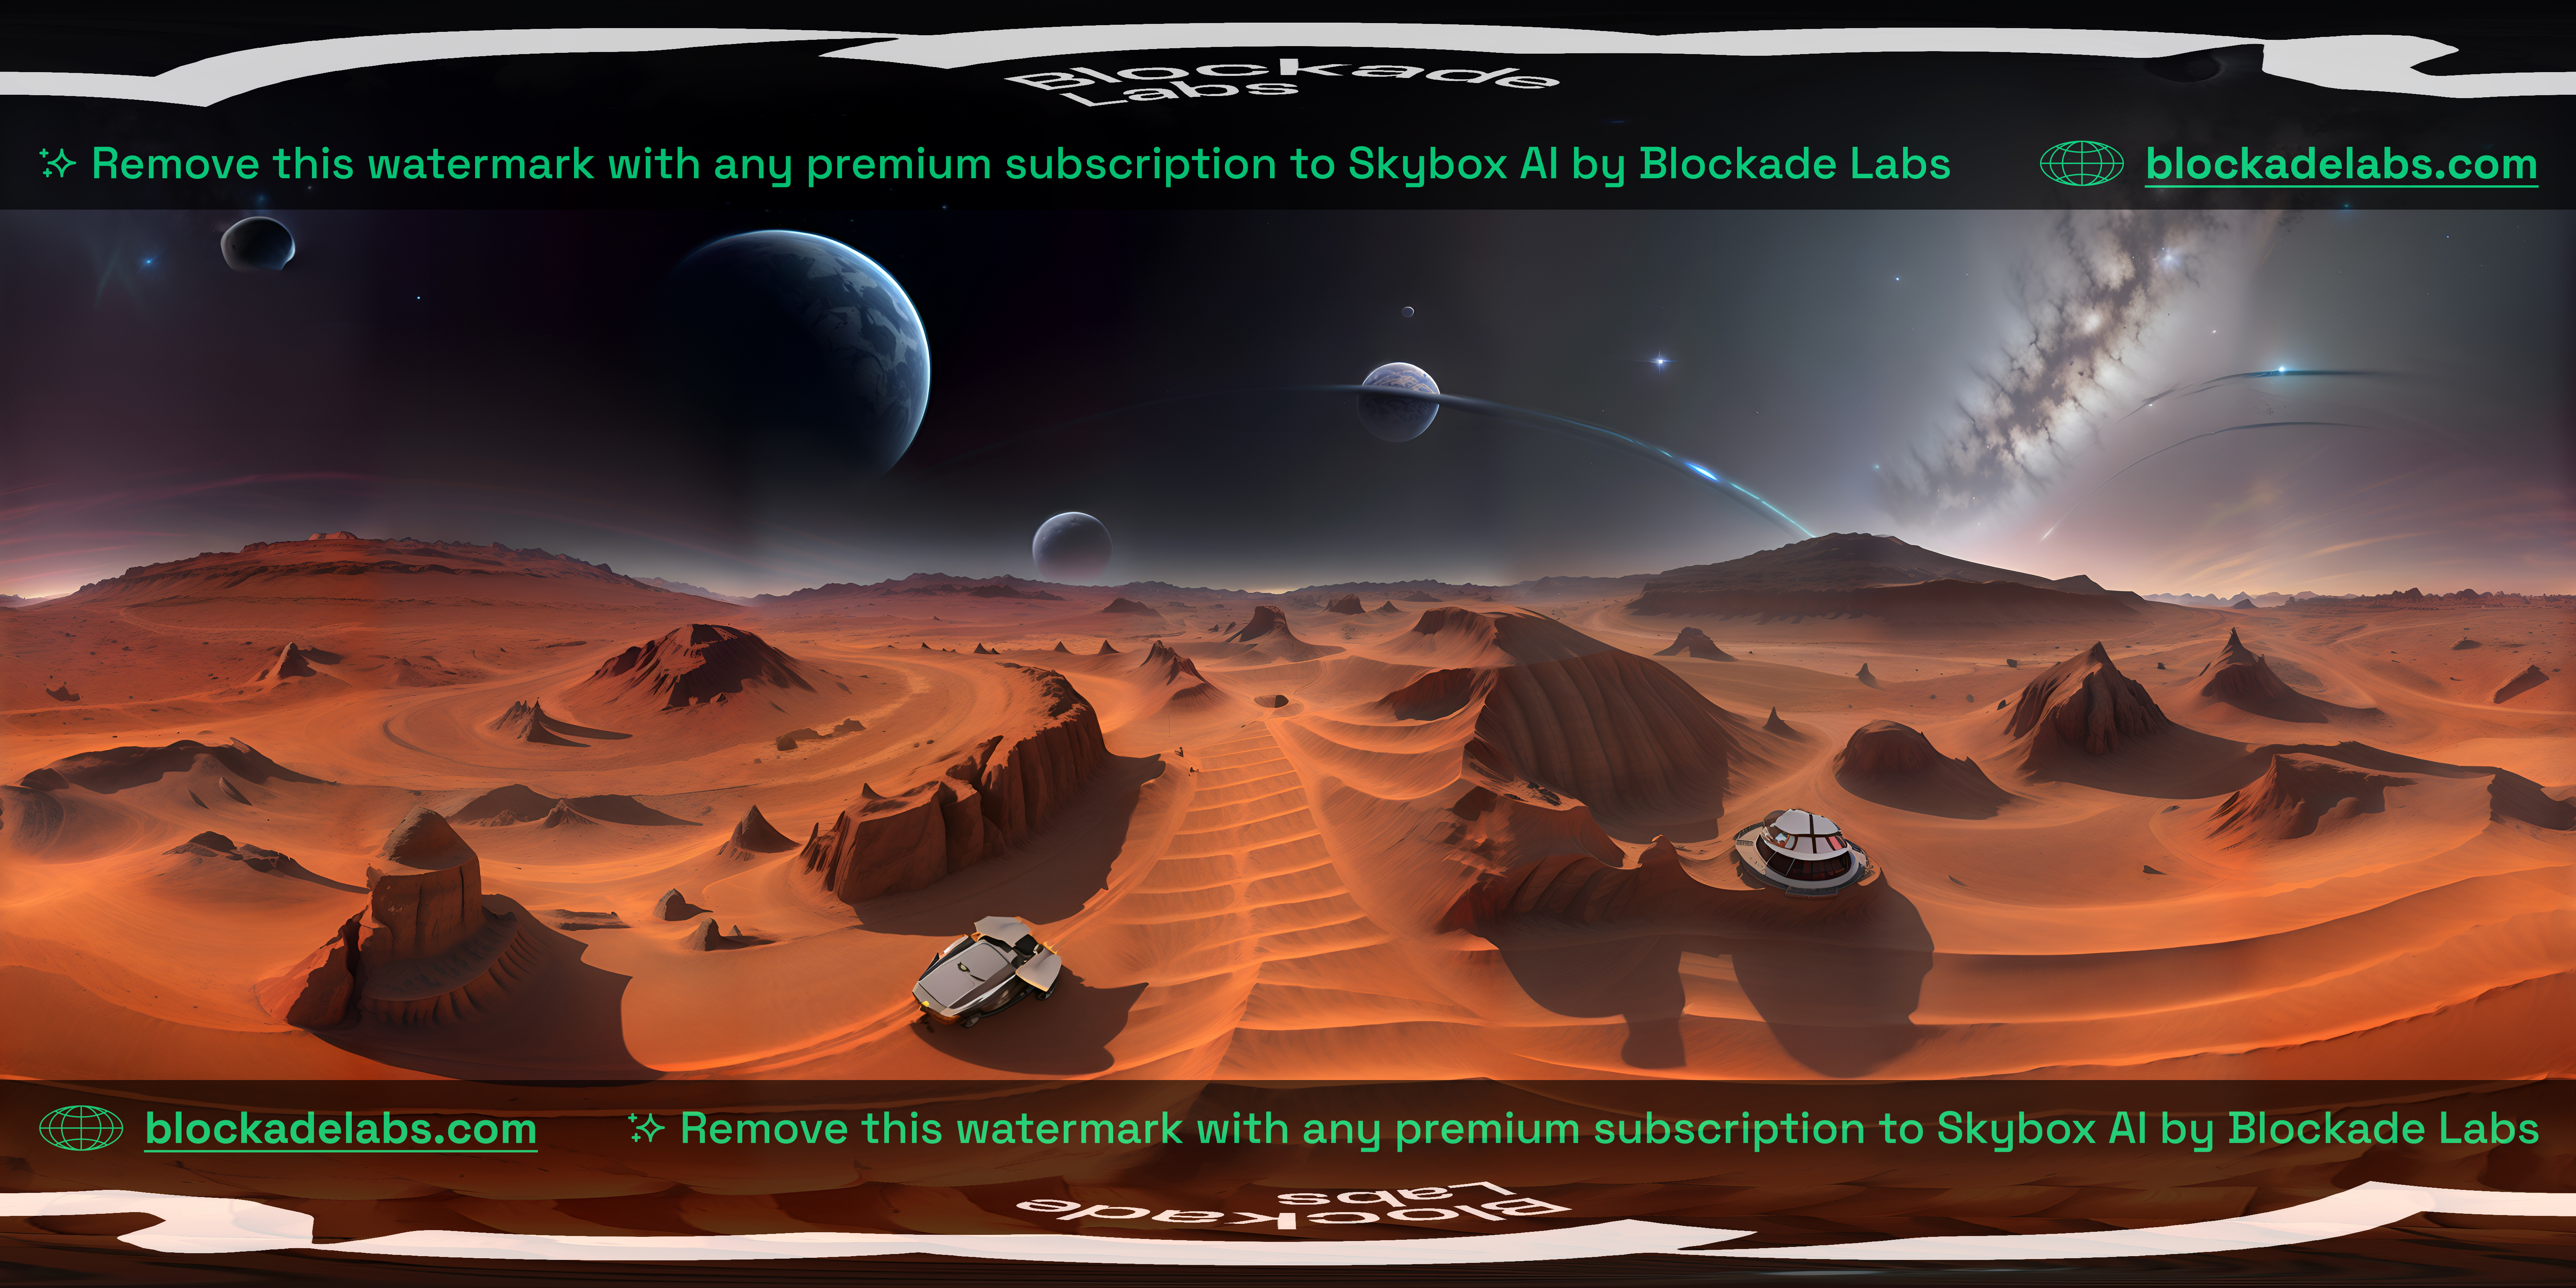 Blockade
Labs
Remove this watermark with any premium subscription to Skybox AI by Blockade Labs
blockadelabs.com
blockadelabs.com
Remove this watermark with any premium subscription to Skybox AI by Blockade Labs
Labs
Blockade